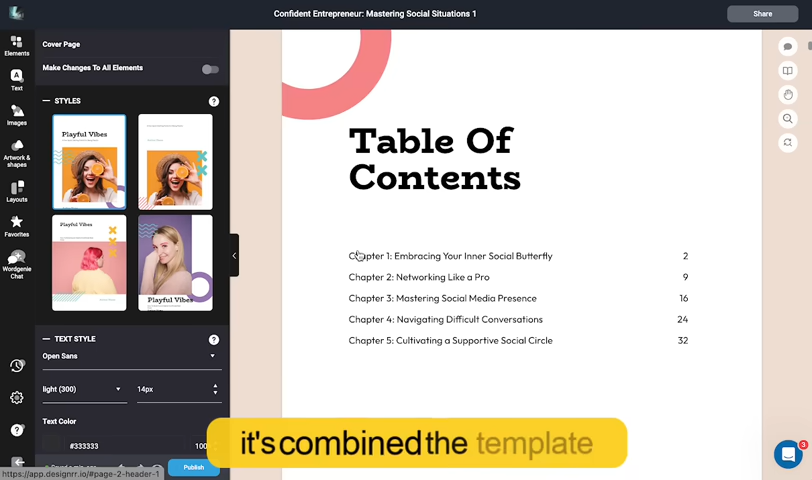 Confident Entrepreneur: Mastering Social Situations 1
Share
Elements
Text
Images
Artwork &
shapes
Layouts
Favorites
Wordgenie
Chat
Cover Page
Make Changes To All Elements
STYLES
?
Playful Vibes
Playful Vibes
Playful Vibes
TEXT STYLE
?
Open Sans
light (300)
14px
Text Color
#333333
100
Publish
https://app.designrr.io/#page-2-header-1
Table Of
Contents
Chapter 1: Embracing Your Inner Social Butterfly 2
Chapter 2: Networking Like a Pro 9
Chapter 3: Mastering Social Media Presence 16
Chapter 4: Navigating Difficult Conversations 24
Chapter 5: Cultivating a Supportive Social Circle 32
it's combined the template
3